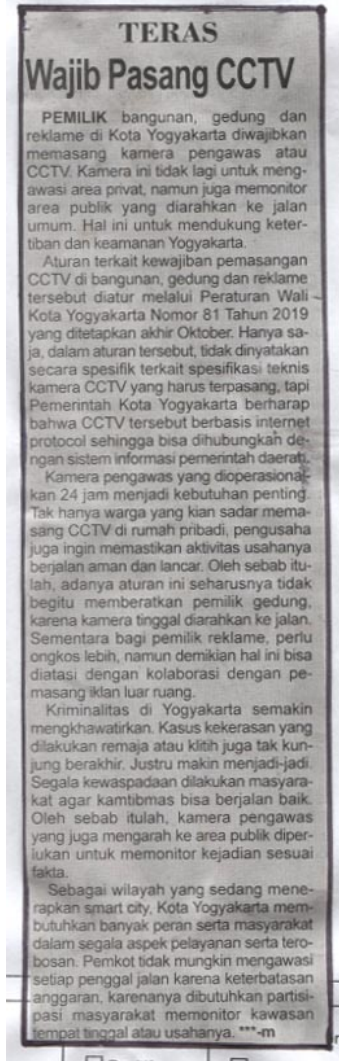 TERAS
Wajib Pasang CCTV
PEMILIK bangunan, gedung dan
reklame di Kota Yogyakarta diwajibkan
memasang kamera pengawas atau
CCTV. Kamera ini tidak lagi untuk meng-
awasi area privat, namun juga memonitor
area publik yang diarahkan ke jalan
umum. Hal ini untuk mendukung keter-
tiban dan keamanan Yogyakarta.
Aturan terkait kewajiban pemasangan
CCTV di bangunan, gedung dan reklame
tersebut diatur melalui Peraturan Wali
Kota Yogyakarta Nomor 81 Tahun 2019
yang ditetapkan akhir Oktober. Hanya sa-
ja, dalam aturan tersebut, tidak dinyatakan
secara spesifik terkait spesifikasi teknis
kamera CCTV yang harus terpasang, tapi
Pemerintah Kota Yogyakarta berharap
bahwa CCTV tersebut berbasis internet
protocol sehingga bisa dihubungkan de-
ngan sistem informasi pemerintah daerah.
Kamera pengawas yang dioperasional-
kan 24 jam menjadi kebutuhan penting.
Tak hanya warga yang kian sadar mema-
sang CCTV di rumah pribadi, pengusaha
juga ingin memastikan aktivitas usahanya
berjalan aman dan lancar. Oleh sebab itu-
lah, adanya aturan ini seharusnya tidak
begitu memberatkan pemilik gedung,
karena kamera tinggal diarahkan ke jalan.
Sementara bagi pemilik reklame, perlu
ongkos lebih, namun demikian hal ini bisa
diatasi dengan kolaborasi dengan pe-
masang iklan luar ruang.
Kriminalitas di Yogyakarta semakin
mengkhawatirkan. Kasus kekerasan yang
dilakukan remaja atau klitih juga tak kun-
jung berakhir. Justru makin menjadi-jadi.
Segala kewaspadaan dilakukan masyara-
kat agar kamtibmas bisa berjalan baik.
Oleh sebab itulah, kamera pengawas
yang juga mengarah ke area publik diper-
lukan untuk memonitor kejadian sesuai
fakta.
Sebagai wilayah yang sedang mene-
rapkan smart city, Kota Yogyakarta mem-
butuhkan banyak peran serta masyarakat
dalam segala aspek pelayanan serta tero-
bosan. Pemkot tidak mungkin mengawasi
setiap penggal jalan karena keterbatasan
anggaran, karenanya dibutuhkan partisi-
pasi masyarakat memonitor kawasan
tempat tinggal atau usahanya. ***-m